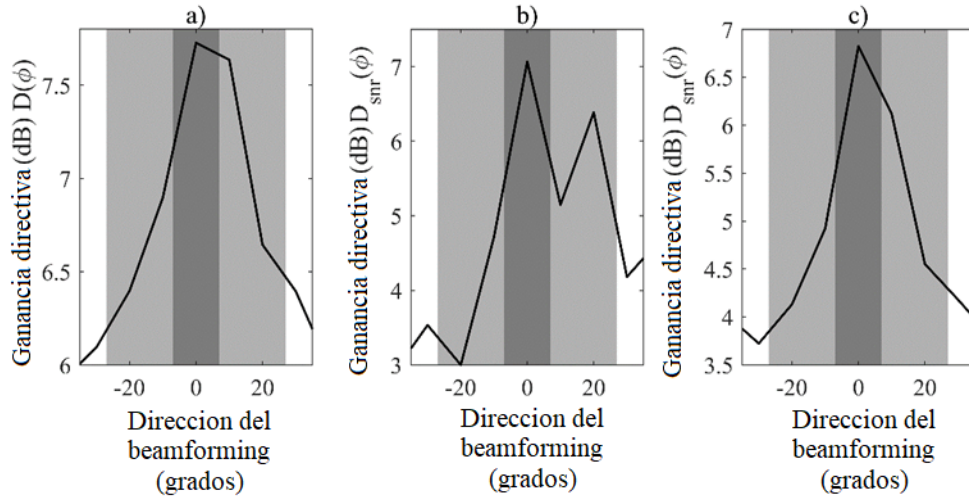 a)
Ganancia directiva (dB) D(ϕ)
7.5
7
6.5
6
-20 0 20
Direccion del
beamforming
(grados)
b)
Ganancia directiva (dB) D_snr(ϕ)
7
6
5
4
3
-20 0 20
Direccion del
beamforming
(grados)
c)
Ganancia directiva (dB) D_snr(ϕ)
7
6.5
6
5.5
5
4.5
4
3.5
-20 0 20
Direccion del
beamforming
(grados)